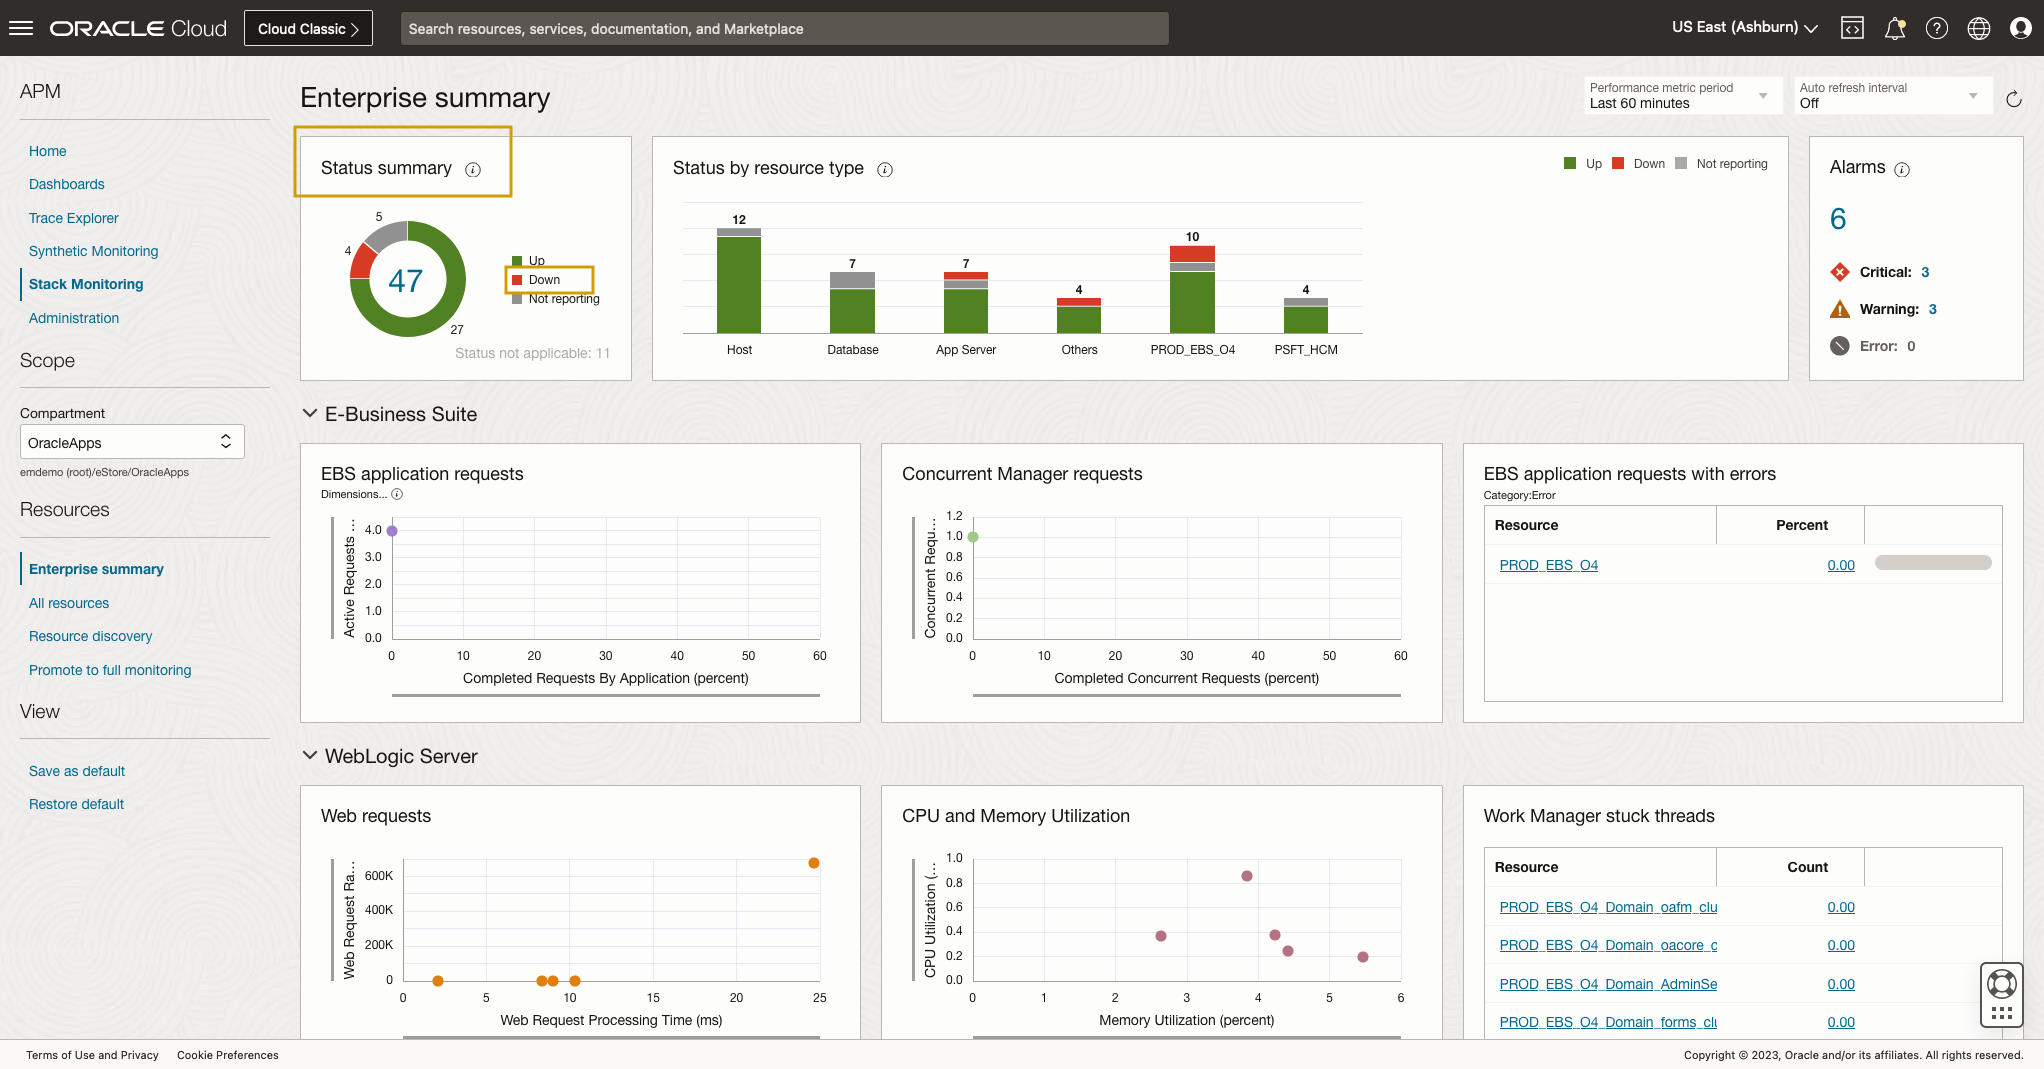 ORACLE Cloud
Cloud Classic
Search resources, services, documentation, and Marketplace
US East (Ashburn)
APM
Home
Dashboards
Trace Explorer
Synthetic Monitoring
Stack Monitoring
Administration
Scope
Compartment
OracleApps
emdemo (root)/eStore/OracleApps
Resources
Enterprise summary
All resources
Resource discovery
Promote to full monitoring
View
Save as default
Restore default
Enterprise summary
Performance metric period
Last 60 minutes
Auto refresh interval
Off
Status summary
5
4
47
27
Up
Down
Not reporting
Status not applicable: 11
Status by resource type
Up Down Not reporting
12 7 7 4 10 4
Host Database App Server Others PROD_EBS_O4 PSFT_HCM
Alarms
6
Critical: 3
Warning: 3
Error: 0
E-Business Suite
EBS application requests
Dimensions...
Active Requests ...
4.0
3.0
2.0
1.0
0.0
0 10 20 30 40 50 60
Completed Requests By Application (percent)
Concurrent Manager requests
Concurrent Requ...
1.2
1.0
0.8
0.6
0.4
0.2
0.0
0 10 20 30 40 50 60
Completed Concurrent Requests (percent)
EBS application requests with errors
Category:Error
Resource Percent
PROD_EBS_O4 0.00
WebLogic Server
Web requests
Web Request Ra...
600K
400K
200K
0
0 5 10 15 20 25
Web Request Processing Time (ms)
CPU and Memory Utilization
CPU Utilization (...
1.0
0.8
0.6
0.4
0.2
0.0
0 1 2 3 4 5 6
Memory Utilization (percent)
Work Manager stuck threads
Resource Count
PROD_EBS_O4_Domain_oafm_clu 0.00
PROD_EBS_O4_Domain_oacore_c 0.00
PROD_EBS_O4_Domain_AdminSe 0.00
PROD_EBS_O4_Domain_forms_clu 0.00
Terms of Use and Privacy Cookie Preferences
Copyright © 2023, Oracle and/or its affiliates. All rights reserved.